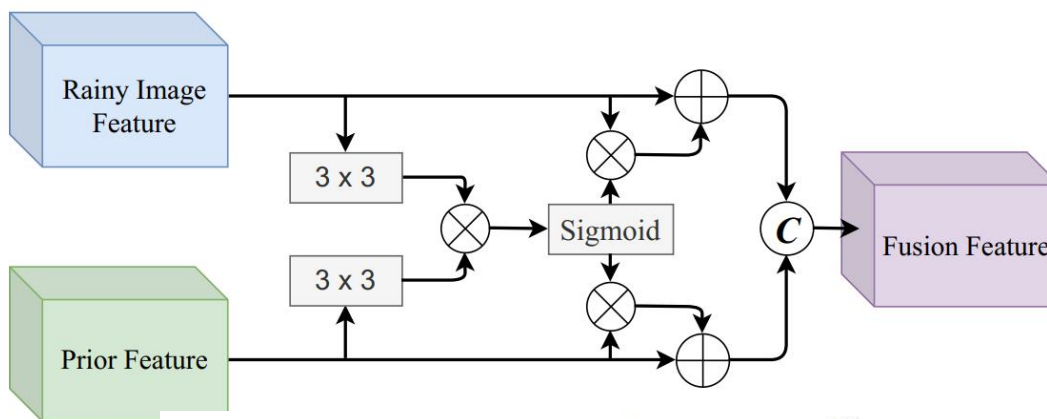 Rainy Image
Feature
3 x 3
Sigmoid
C
Fusion Feature
3 x 3
Prior Feature